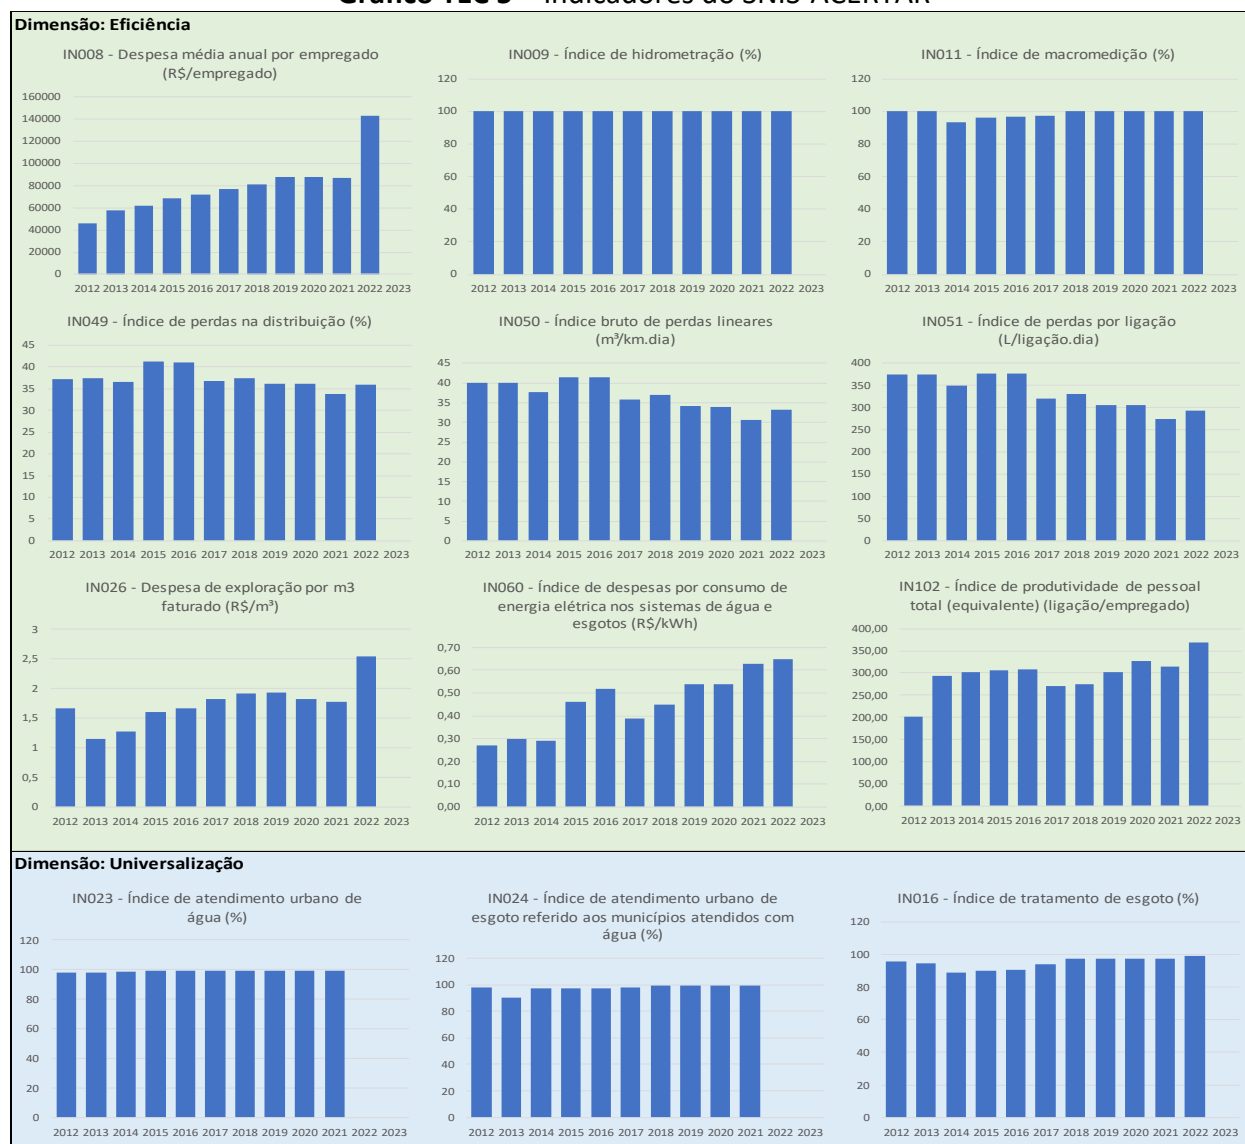 Gráfico TEC 5 – Indicadores do SNIS-ACERTAR
Dimensão: Eficiência
IN008 - Despesa média anual por empregado
(R$/empregado)
160000
140000
120000
100000
80000
60000
40000
20000
0
2012 2013 2014 2015 2016 2017 2018 2019 2020 2021 2022 2023
IN009 - Índice de hidrometração (%)
120
100
80
60
40
20
0
2012 2013 2014 2015 2016 2017 2018 2019 2020 2021 2022 2023
IN011 - Índice de macromedição (%)
120
100
80
60
40
20
0
2012 2013 2014 2015 2016 2017 2018 2019 2020 2021 2022 2023
IN049 - Índice de perdas na distribuição (%)
45
40
35
30
25
20
15
10
5
0
2012 2013 2014 2015 2016 2017 2018 2019 2020 2021 2022 2023
IN050 - Índice bruto de perdas lineares
(m³/km.dia)
45
40
35
30
25
20
15
10
5
0
2012 2013 2014 2015 2016 2017 2018 2019 2020 2021 2022 2023
IN051 - Índice de perdas por ligação
(L/ligação.dia)
400
350
300
250
200
150
100
50
0
2012 2013 2014 2015 2016 2017 2018 2019 2020 2021 2022 2023
IN026 - Despesa de exploração por m3
faturado (R$/m³)
3
2,5
2
1,5
1
0,5
0
2012 2013 2014 2015 2016 2017 2018 2019 2020 2021 2022 2023
IN060 - Índice de despesas por consumo de
energia elétrica nos sistemas de água e
esgotos (R$/kWh)
0,70
0,60
0,50
0,40
0,30
0,20
0,10
0,00
2012 2013 2014 2015 2016 2017 2018 2019 2020 2021 2022 2023
IN102 - Índice de produtividade de pessoal
total (equivalente) (ligação/empregado)
400,00
350,00
300,00
250,00
200,00
150,00
100,00
50,00
0,00
2012 2013 2014 2015 2016 2017 2018 2019 2020 2021 2022 2023
Dimensão: Universalização
IN023 - Índice de atendimento urbano de
água (%)
120
100
80
60
40
20
0
2012 2013 2014 2015 2016 2017 2018 2019 2020 2021 2022 2023
IN024 - Índice de atendimento urbano de
esgoto referido aos municípios atendidos com
água (%)
120
100
80
60
40
20
0
2012 2013 2014 2015 2016 2017 2018 2019 2020 2021 2022 2023
IN016 - Índice de tratamento de esgoto (%)
120
100
80
60
40
20
0
2012 2013 2014 2015 2016 2017 2018 2019 2020 2021 2022 2023